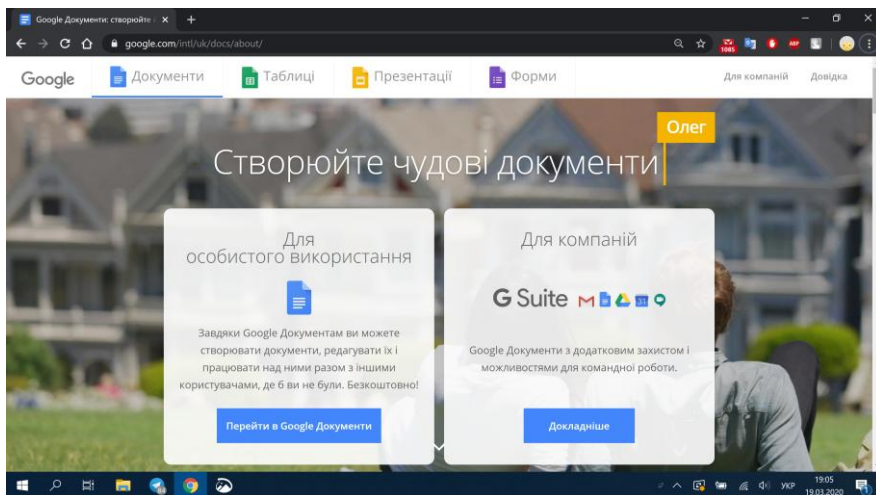 Google Документи: створюйте
google.com/intl/uk/docs/about/
1085
ABP
Google Документи Таблиці Презентації Форми Для компаній Довідка
Олег
Створюйте чудові документи
Для
особистого використання
Завдяки Google Документам ви можете
створювати документи, редагувати їх і
працювати над ними разом з іншими
користувачами, де б ви не були. Безкоштовно!
Перейти в Google Документи
Для компаній
G Suite
31
Google Документи з додатковим захистом і
можливостями для командної роботи.
Докладніше
УКР
19:05
19.03.2020